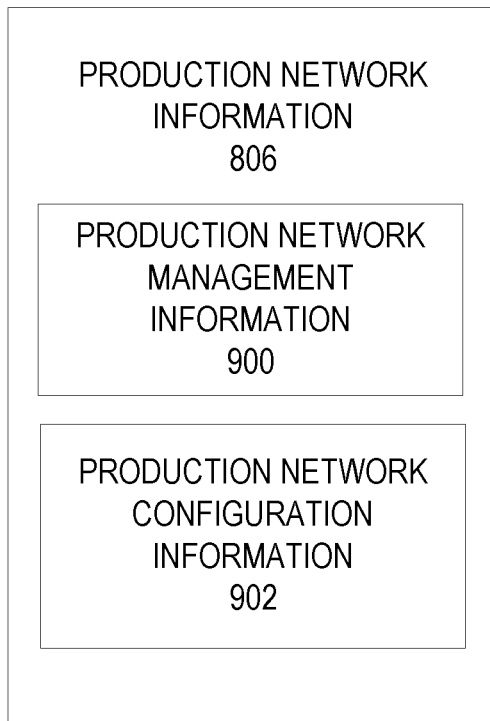 PRODUCTION NETWORK
INFORMATION
806
PRODUCTION NETWORK
MANAGEMENT
INFORMATION
900
PRODUCTION NETWORK
CONFIGURATION
INFORMATION
902